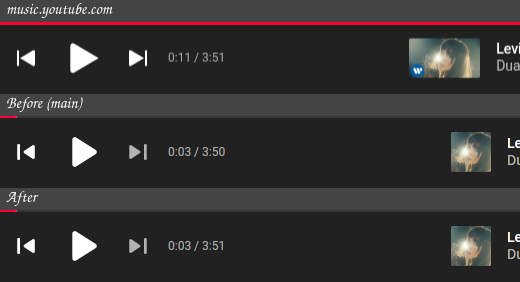 music.youtube.com
0:11 / 3:51
Levi
Dua
Before (main)
0:03 / 3:50
Le
Du
After
0:03 / 3:51
Le
Du